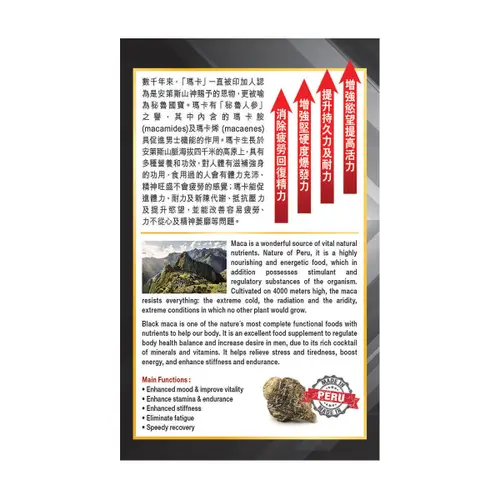 數千年來，「瑪卡」一直被印加人認
為是安第斯山神賜予的恩物，更被喻
為秘魯國寶。瑪卡有「秘魯人參」
之譽，其中內含的瑪卡胺
(macamides)及瑪卡烯 (macaenes)
具促進男士機能的作用。瑪卡生長於
安第斯山脈海拔四千米的高原上，具有
多種營養和功效，對人體有滋補強身
的功用，食用過的人會有體力充沛、
精神旺盛不會疲勞的感覺；瑪卡能促
進體力、耐力及新陳代謝、抵抗壓力
及提升慾望，並能改善容易疲勞、
力不從心及精神萎靡等問題。
消除疲勞回復精力
增強堅硬度爆發力
提升持久力及耐力
增強慾望提高活力
Maca is a wonderful source of vital natural
nutrients. Nature of Peru, it is a highly
nourishing and energetic food, which in
addition possesses stimulant and
regulatory substances of the organism.
Cultivated on 4000 meters high, the maca
resists everything: the extreme cold, the radiation and the aridity,
extreme conditions in which no other plant would grow.
Black maca is one of the nature's most complete functional foods with
nutrients to help our body. It is an excellent food supplement to regulate
body health balance and increase desire in men, due to its rich cocktail
of minerals and vitamins. It helps relieve stress and tiredness, boost
energy, and enhance stiffness and endurance.
Main Functions :
• Enhanced mood & improve vitality
• Enhance stamina & endurance
• Enhanced stiffness
• Eliminate fatigue
• Speedy recovery
MADE IN
PERU
MADE IN